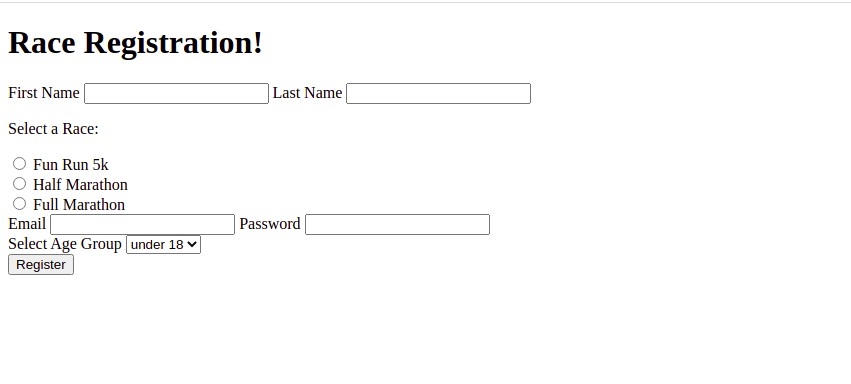 Race Registration!
First Name Last Name
Select a Race:
Fun Run 5k
Half Marathon
Full Marathon
Email Password
Select Age Group under 18
Register